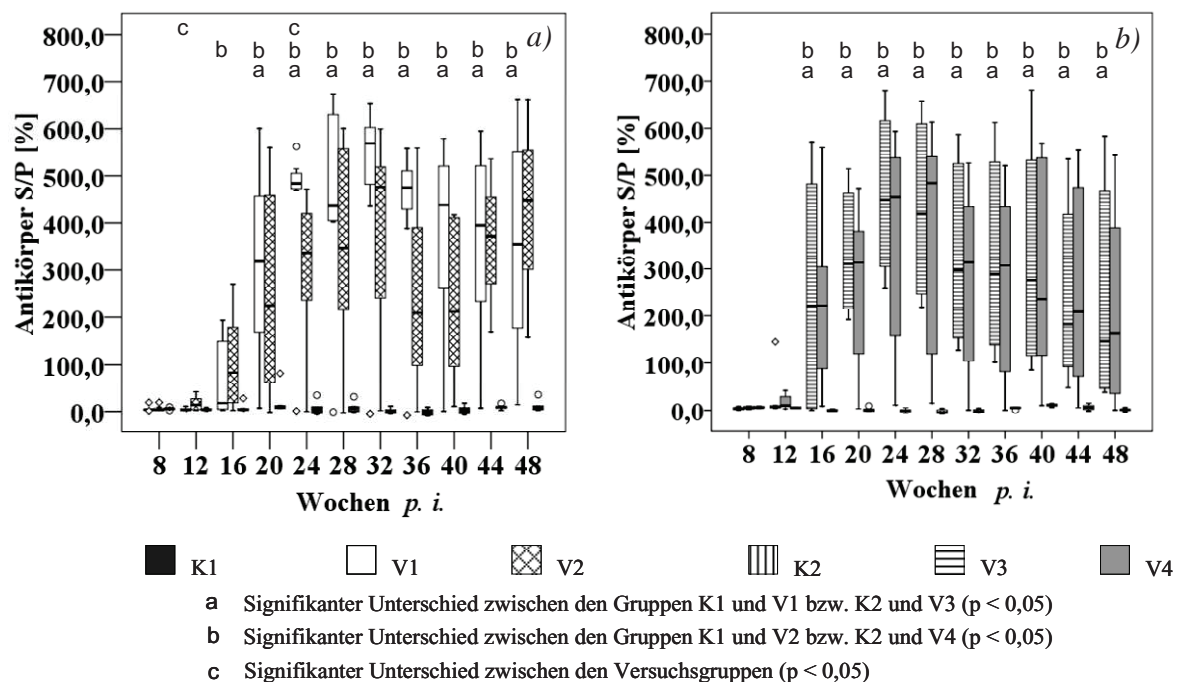 a)
c c
b b b b b b b b b
a a a a a a a a
Antikörper S/P [%]
800,0
700,0
600,0
500,0
400,0
300,0
200,0
100,0
0,0
8 12 16 20 24 28 32 36 40 44 48
Wochen p. i.
b)
b b b b b b b b b
a a a a a a a a a
Antikörper S/P [%]
800,0
700,0
600,0
500,0
400,0
300,0
200,0
100,0
0,0
8 12 16 20 24 28 32 36 40 44 48
Wochen p. i.
K1 V1 V2 K2 V3 V4
a Signifikanter Unterschied zwischen den Gruppen K1 und V1 bzw. K2 und V3 (p < 0,05)
b Signifikanter Unterschied zwischen den Gruppen K1 und V2 bzw. K2 und V4 (p < 0,05)
c Signifikanter Unterschied zwischen den Versuchsgruppen (p < 0,05)